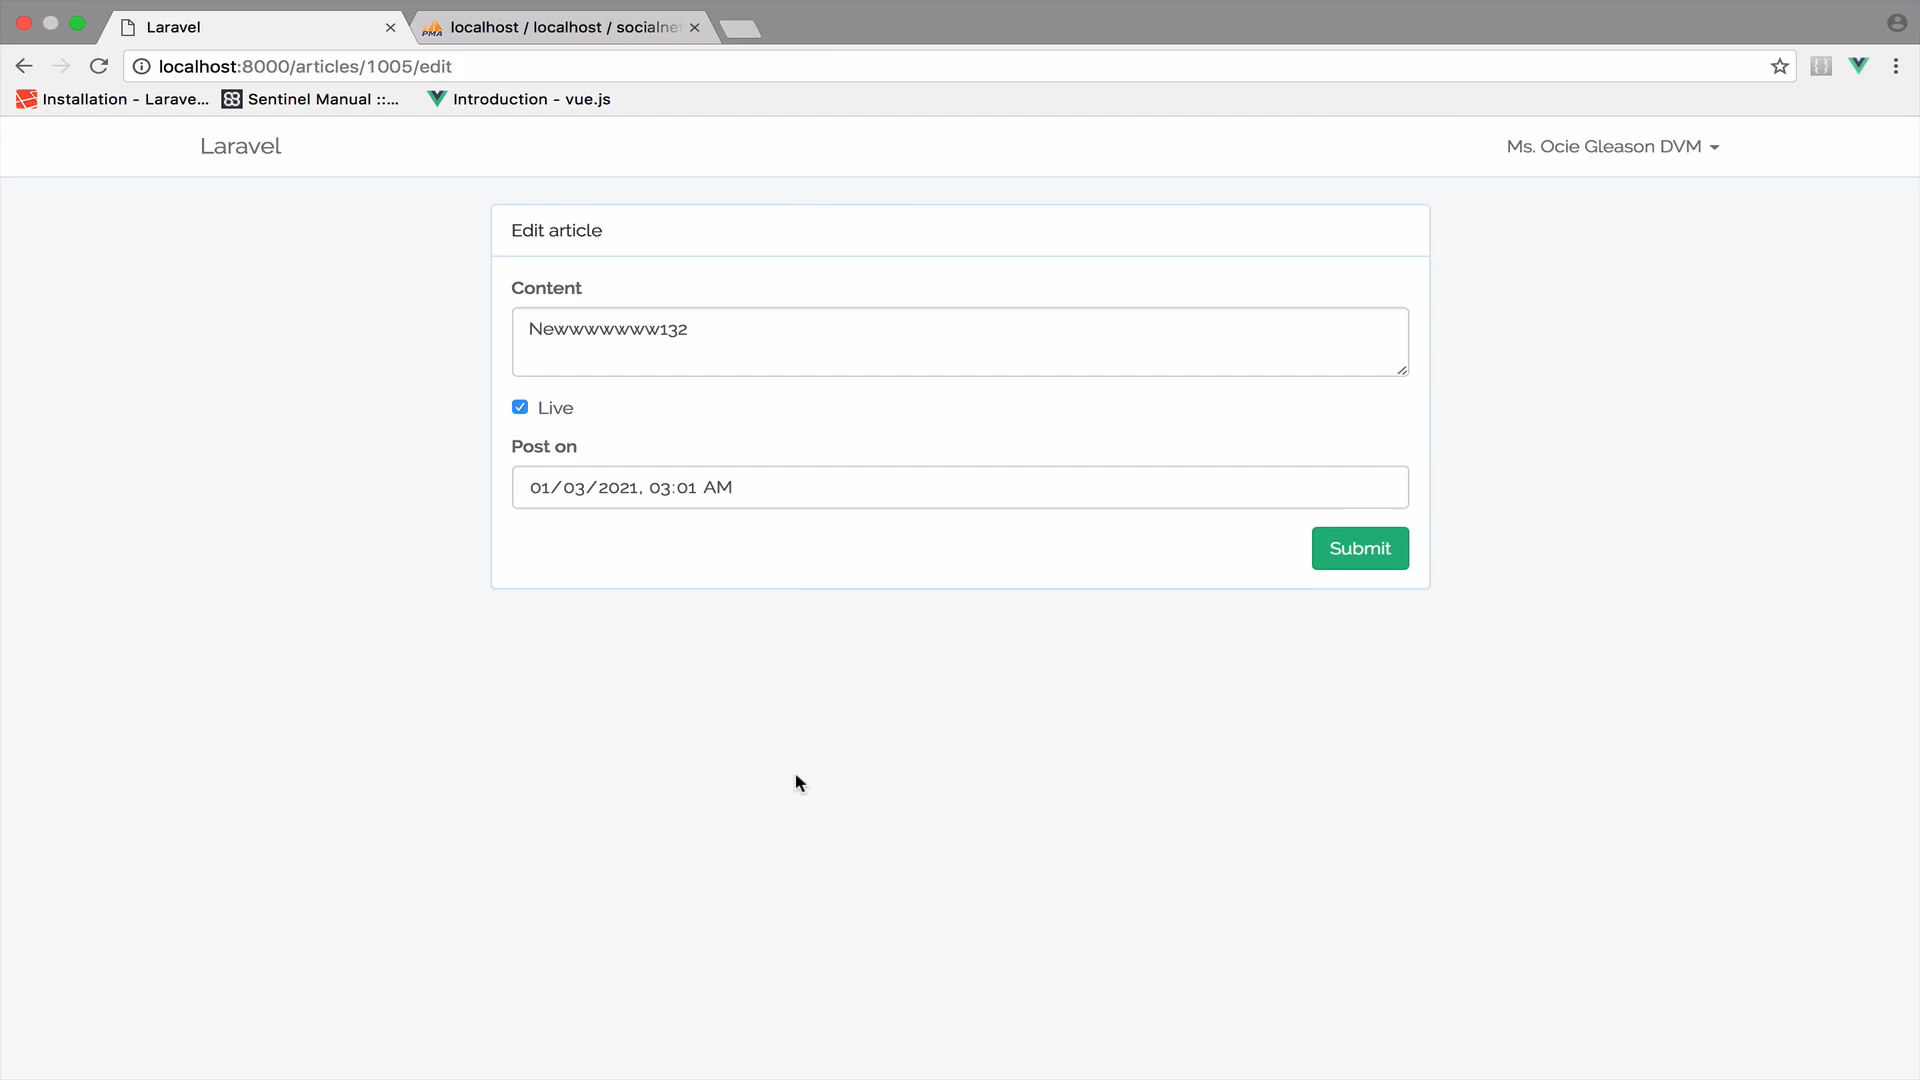 Laravel
PMA localhost / localhost / socialne
localhost:8000/articles/1005/edit
Installation - Larave... Sentinel Manual ::... Introduction - vue.js
Laravel Ms. Ocie Gleason DVM
Edit article
Content
Newwwwwww132
Live
Post on
01/03/2021, 03:01 AM
Submit